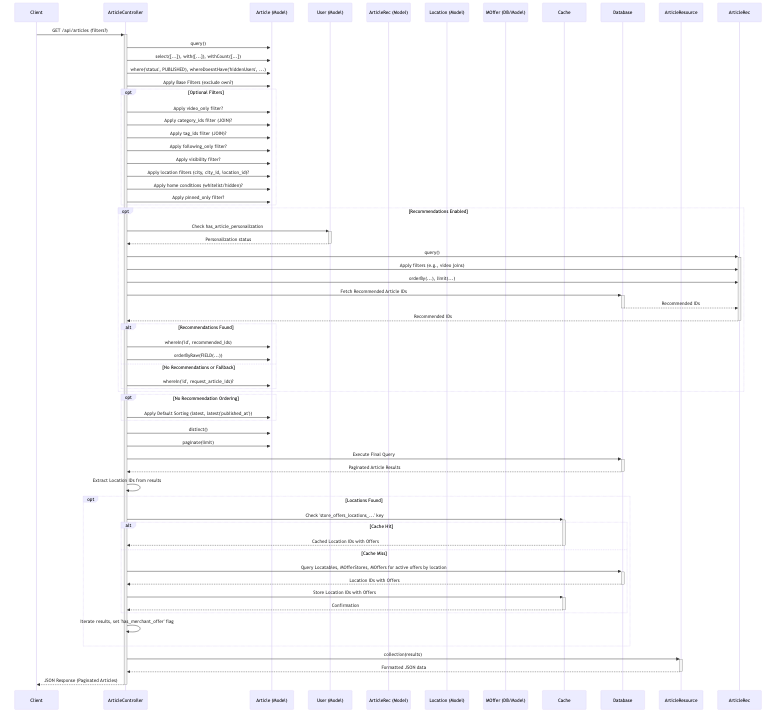 Client ArticleController Article (Model) User (Model) ArticleRec (Model) Location (Model) MOffer (DB/Model) Cache Database ArticleResource ArticleRec
GET /api/articles (filters?)
query()
select([...]), with([...]), withCount([...])
where('status', PUBLISHED), whereDoesntHave('hiddenUsers', ...)
Apply Base Filters (exclude own?)
opt [Optional Filters]
Apply video_only filter?
Apply category_ids filter (JOIN)?
Apply tag_ids filter (JOIN)?
Apply following_only filter?
Apply visibility filter?
Apply location filters (city, city_id, location_id)?
Apply home conditions (whitelist/hidden)?
Apply pinned_only filter?
opt [Recommendations Enabled]
Check has_article_personalization
Personalization status
query()
Apply filters (e.g., video joins)
orderBy(...), limit(...)
Fetch Recommended Article IDs
Recommended IDs
Recommended IDs
alt [Recommendations Found]
whereIn('id', recommended_ids)
orderByRaw(FIELD(...))
[No Recommendations or Fallback]
whereIn('id', request_article_ids)?
opt [No Recommendation Ordering]
Apply Default Sorting (latest, latest('published_at'))
distinct()
paginate(limit)
Execute Final Query
Paginated Article Results
Extract Location IDs from results
opt [Locations Found]
Check 'store_offers_locations_...' key
alt [Cache Hit]
Cached Location IDs with Offers
[Cache Miss]
Query Locatables, MOfferStores, MOffers for active offers by location
Location IDs with Offers
Store Location IDs with Offers
Confirmation
Iterate results, set 'has_merchant_offer' flag
collection(results)
Formatted JSON data
JSON Response (Paginated Articles)
Client ArticleController Article (Model) User (Model) ArticleRec (Model) Location (Model) MOffer (DB/Model) Cache Database ArticleResource ArticleRec